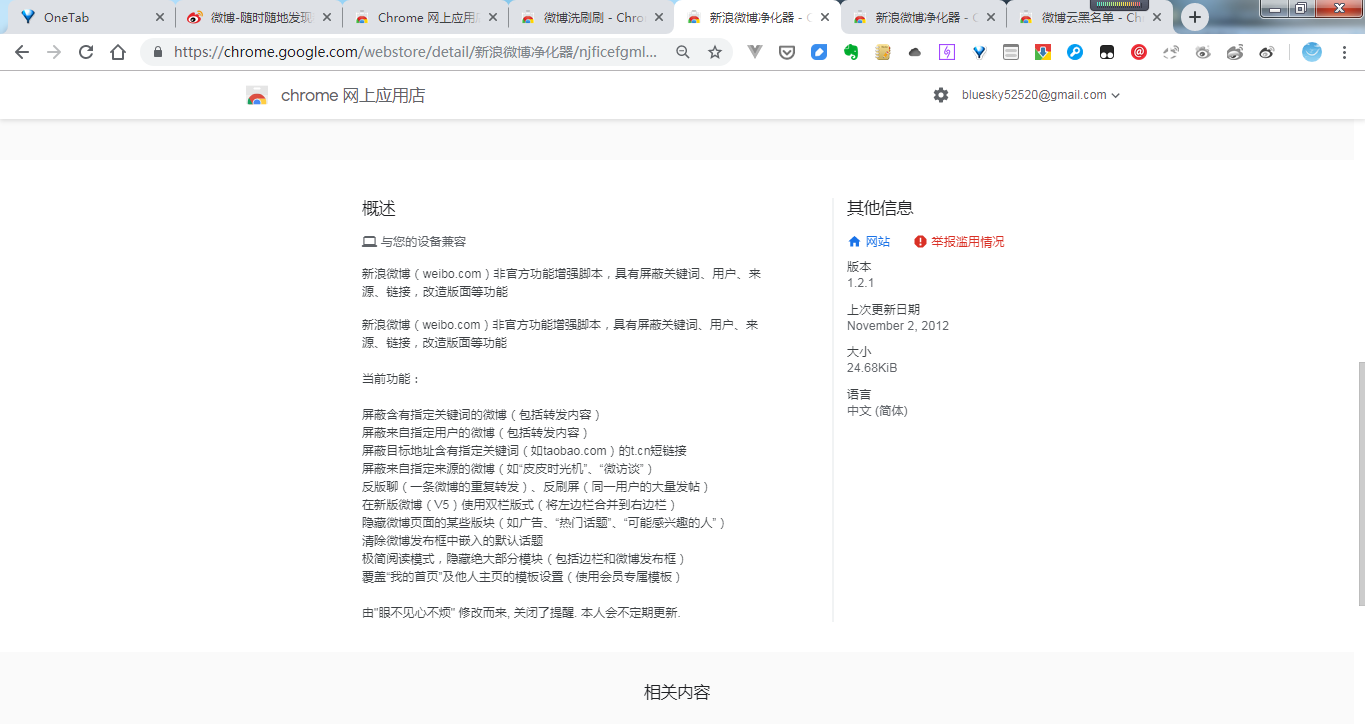 OneTab
微博-随时随地发现
Chrome 网上应用店
微博洗刷刷 - Chro
新浪微博净化器 - C
新浪微博净化器 - C
微博云黑名单 - Ch
https://chrome.google.com/webstore/detail/新浪微博净化器/njficefgml...
chrome 网上应用店
bluesky52520@gmail.com
概述
与您的设备兼容
新浪微博（weibo.com）非官方功能增强脚本，具有屏蔽关键词、用户、来
源、链接，改造版面等功能
新浪微博（weibo.com）非官方功能增强脚本，具有屏蔽关键词、用户、来
源、链接，改造版面等功能
当前功能：
屏蔽含有指定关键词的微博（包括转发内容）
屏蔽来自指定用户的微博（包括转发内容）
屏蔽目标地址含有指定关键词（如taobao.com）的t.cn短链接
屏蔽来自指定来源的微博（如“皮皮时光机”、“微访谈”）
反版聊（一条微博的重复转发）、反刷屏（同一用户的大量发帖）
在新版微博（V5）使用双栏版式（将左边栏合并到右边栏）
隐藏微博页面的某些版块（如广告、“热门话题”、“可能感兴趣的人”）
清除微博发布框中嵌入的默认话题
极简阅读模式，隐藏绝大部分模块（包括边栏和微博发布框）
覆盖“我的首页”及他人主页的模板设置（使用会员专属模板）
由"眼不见心不烦" 修改而来, 关闭了提醒. 本人会不定期更新.
其他信息
网站
举报滥用情况
版本
1.2.1
上次更新日期
November 2, 2012
大小
24.68KiB
语言
中文 (简体)
相关内容